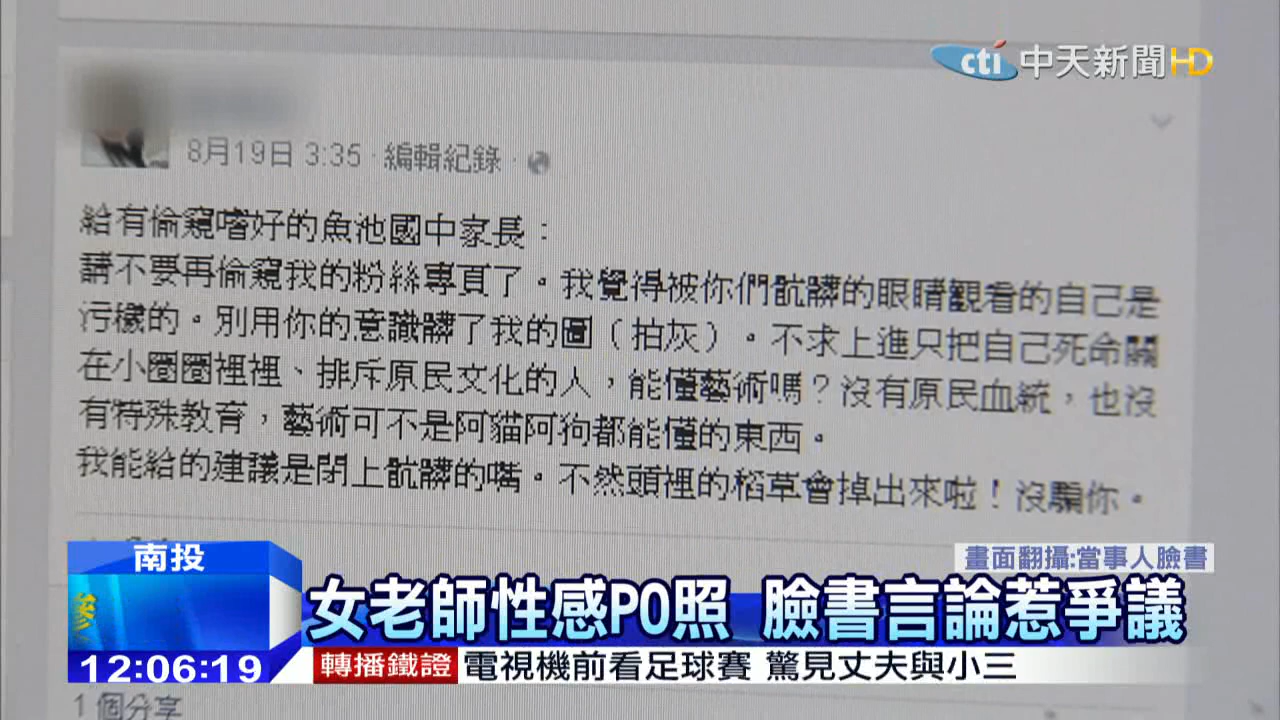 cti 中天新聞HD
8月19日 3:35 · 編輯紀錄 ·
給有偷窺嗜好的魚池國中家長：
請不要再偷窺我的粉絲專頁了。我覺得被你們骯髒的眼睛觀看的自己是
污穢的。別用你的意識髒了我的圖（拍灰）。不求上進只把自己死命關
在小圈圈裡裡、排斥原民文化的人，能懂藝術嗎？沒有原民血統，也沒
有特殊教育，藝術可不是阿貓阿狗都能懂的東西。
我能給的建議是閉上骯髒的嘴。不然頭裡的稻草會掉出來啦！沒騙你。
南投
畫面翻攝:當事人臉書
女老師性感PO照 臉書言論惹爭議
12:06:19
轉播鐵證 電視機前看足球賽 驚見丈夫與小三
1 個分享